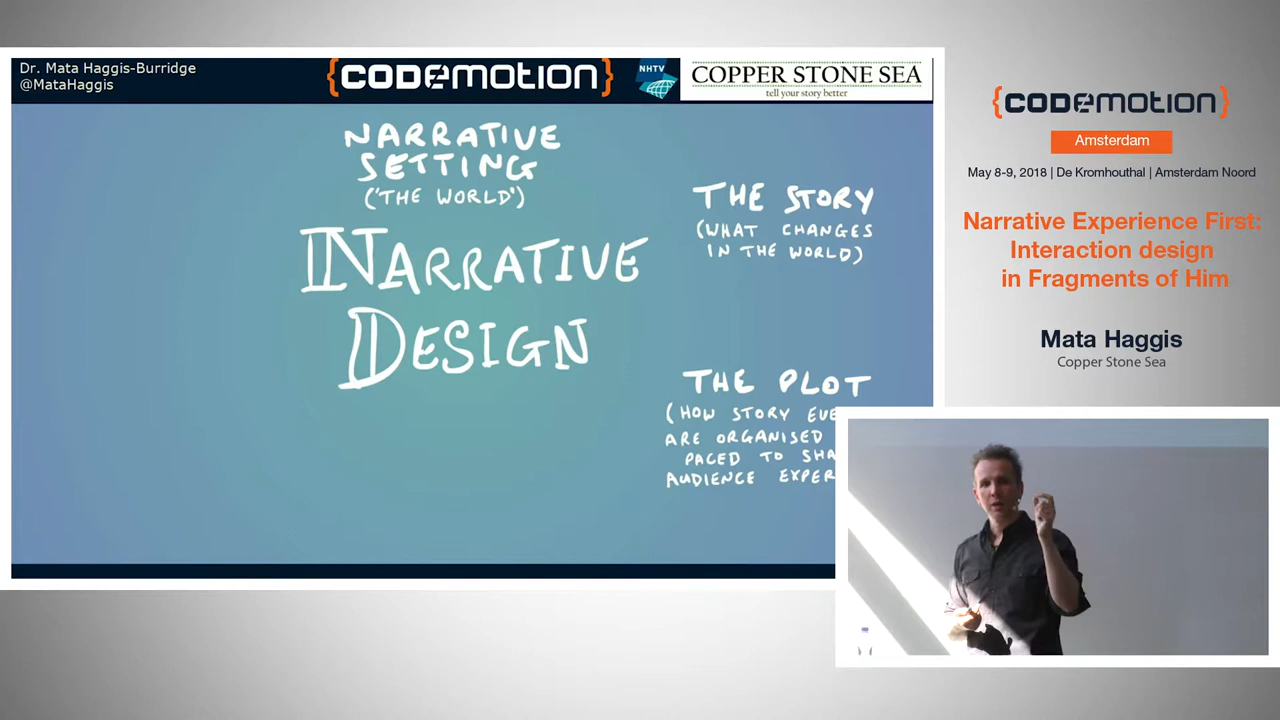 Dr. Mata Haggis-Burridge
@MataHaggis
{CODEMOTION}
NHTV
COPPER STONE SEA
tell your story better
NARRATIVE
SETTING
('THE WORLD')
NARRATIVE
DESIGN
THE STORY
(WHAT CHANGES
IN THE WORLD)
THE PLOT
(HOW STORY
ARE ORGANISED
PACED TO
AUDIENCE
{CODEMOTION}
Amsterdam
May 8-9, 2018 | De Kromhouthal | Amsterdam Noord
Narrative Experience First:
Interaction design
in Fragments of Him
Mata Haggis
Copper Stone Sea